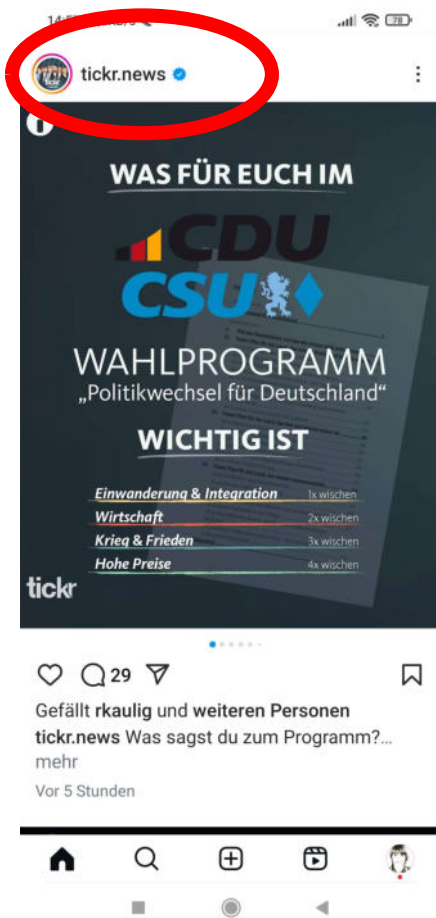 78
tickr.news
WAS FÜR EUCH IM
CDU
CSU
WAHLPROGRAMM
„Politikwechsel für Deutschland“
WICHTIG IST
Einwanderung & Integration 1x wischen
Wirtschaft 2x wischen
Krieg & Frieden 3x wischen
Hohe Preise 4x wischen
tickr
29
Gefällt rkaulig und weiteren Personen
tickr.news Was sagst du zum Programm?...
mehr
Vor 5 Stunden